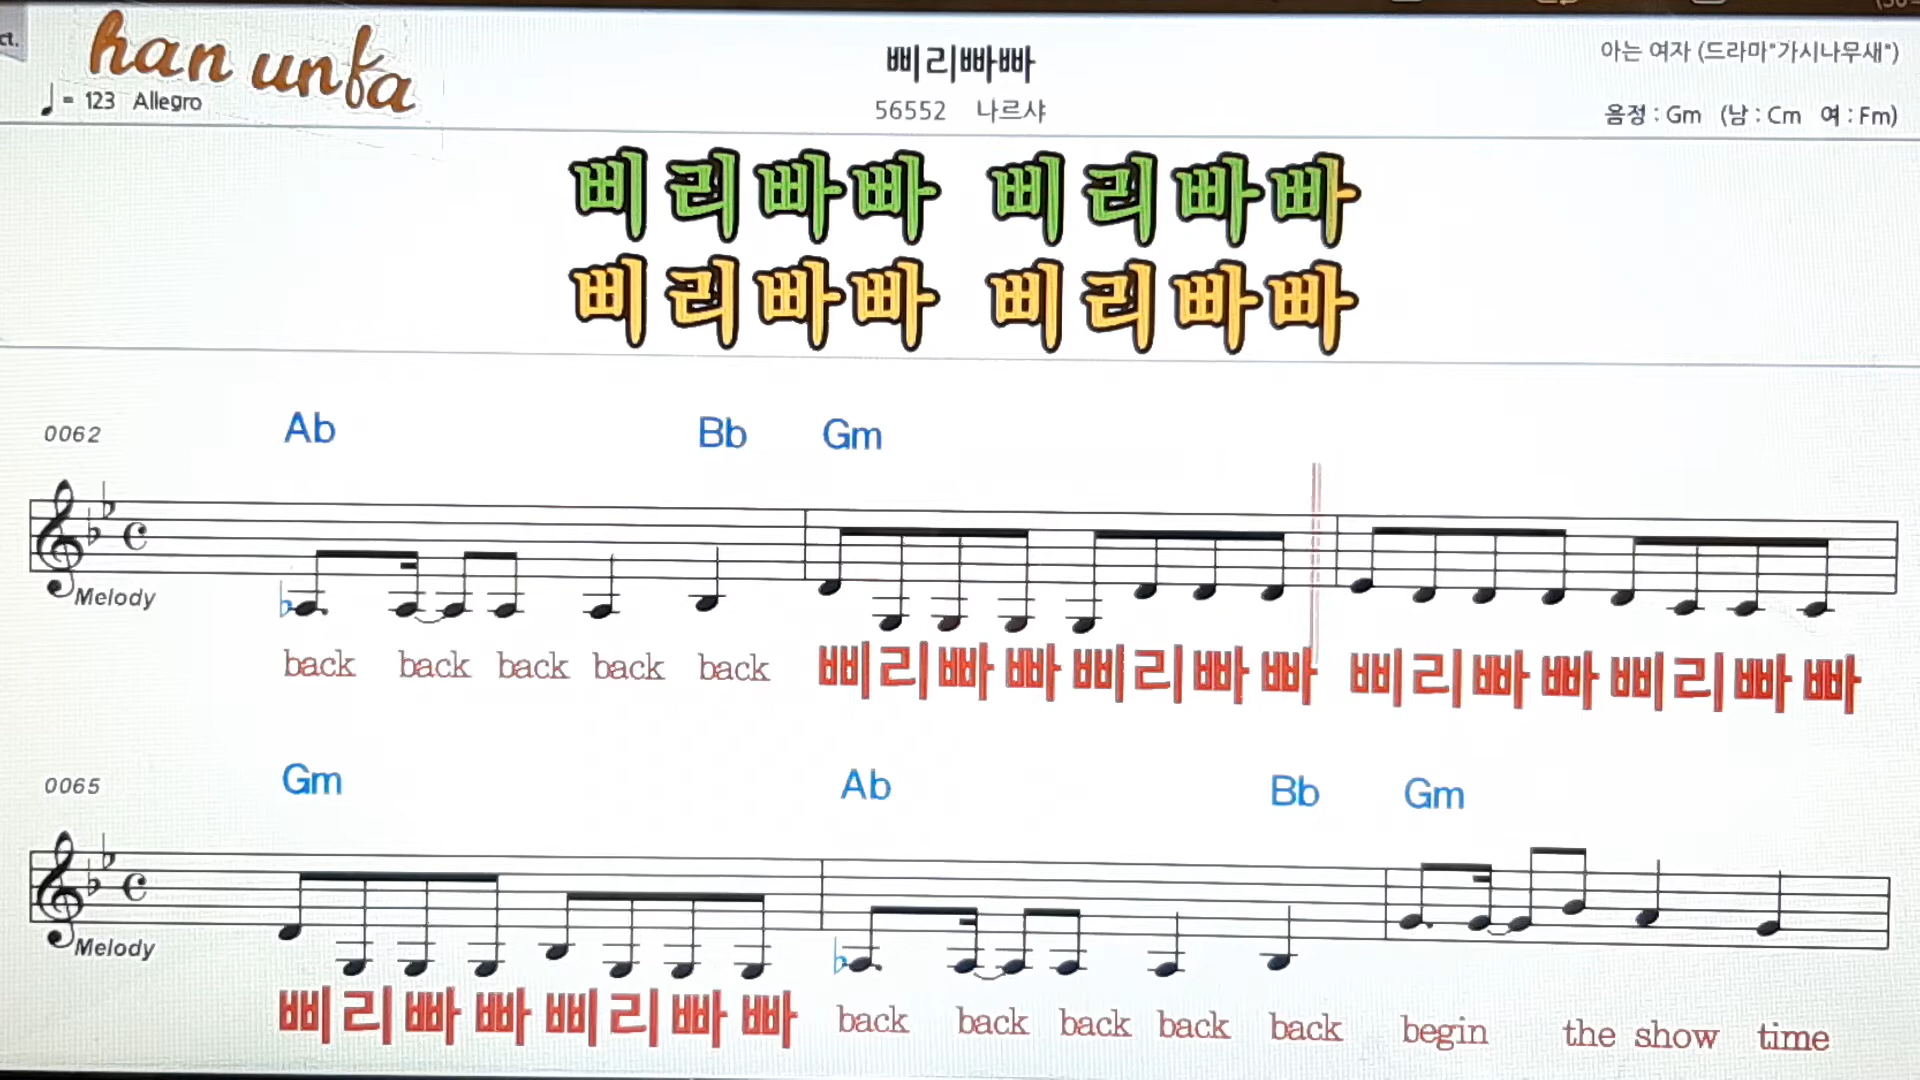 ct.
han unfa
♩= 123 Allegro
삐리빠빠
56552 나르샤
아는 여자 (드라마"가시나무새")
음정 : Gm (남 : Cm 여 : Fm)
삐리빠빠 삐리빠빠
삐리빠빠 삐리빠빠
0062 Ab Bb Gm
Melody
back back back back back 삐리빠빠 삐리빠빠 삐리빠빠 삐리빠빠
0065 Gm Ab Bb Gm
Melody
삐리빠빠 삐리빠빠 back back back back back begin the show time